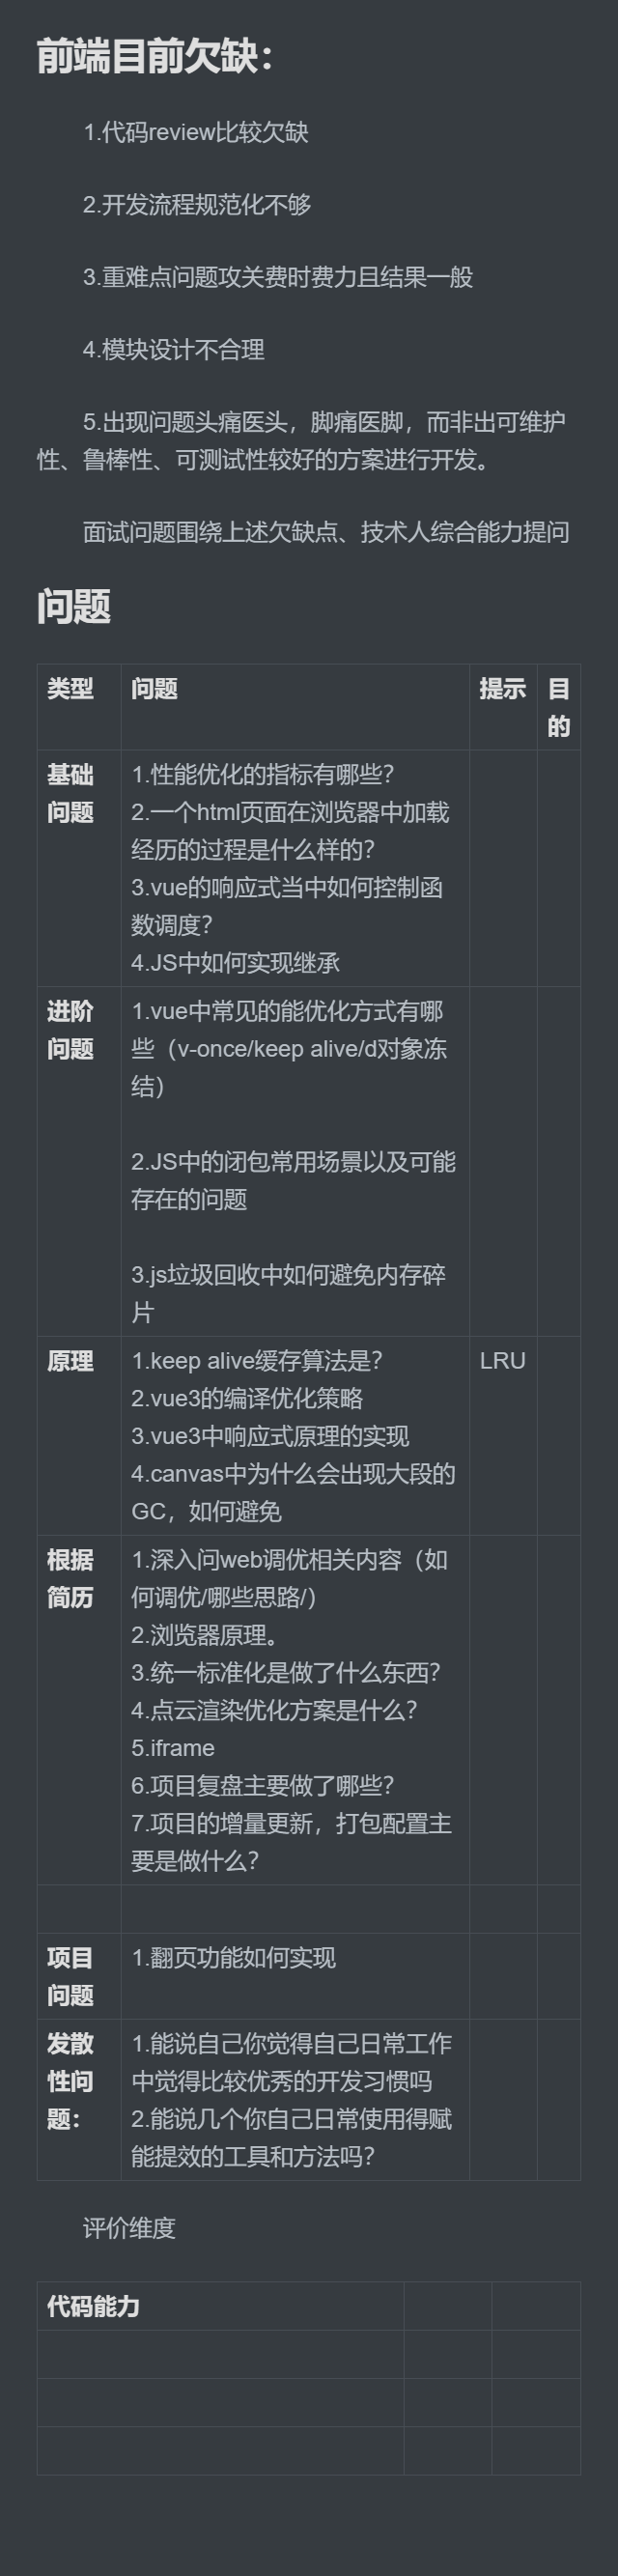 前端目前欠缺：
1.代码review比较欠缺
2.开发流程规范化不够
3.重难点问题攻关费时费力且结果一般
4.模块设计不合理
5.出现问题头痛医头，脚痛医脚，而非出可维护
性、鲁棒性、可测试性较好的方案进行开发。
面试问题围绕上述欠缺点、技术人综合能力提问
问题
类型 问题 提示 目
的
基础
问题
1.性能优化的指标有哪些？
2.一个html页面在浏览器中加载
经历的过程是什么样的？
3.vue的响应式当中如何控制函
数调度？
4.JS中如何实现继承
进阶
问题
1.vue中常见的能优化方式有哪
些（v-once/keep alive/d对象冻
结）
2.JS中的闭包常用场景以及可能
存在的问题
3.js垃圾回收中如何避免内存碎
片
原理
1.keep alive缓存算法是？
2.vue3的编译优化策略
3.vue3中响应式原理的实现
4.canvas中为什么会出现大段的
GC，如何避免
LRU
根据
简历
1.深入问web调优相关内容（如
何调优/哪些思路/）
2.浏览器原理。
3.统一标准化是做了什么东西？
4.点云渲染优化方案是什么？
5.iframe
6.项目复盘主要做了哪些？
7.项目的增量更新，打包配置主
要是做什么？
项目
问题
1.翻页功能如何实现
发散
性问
题：
1.能说自己你觉得自己日常工作
中觉得比较优秀的开发习惯吗
2.能说几个你自己日常使用得赋
能提效的工具和方法吗？
评价维度
代码能力